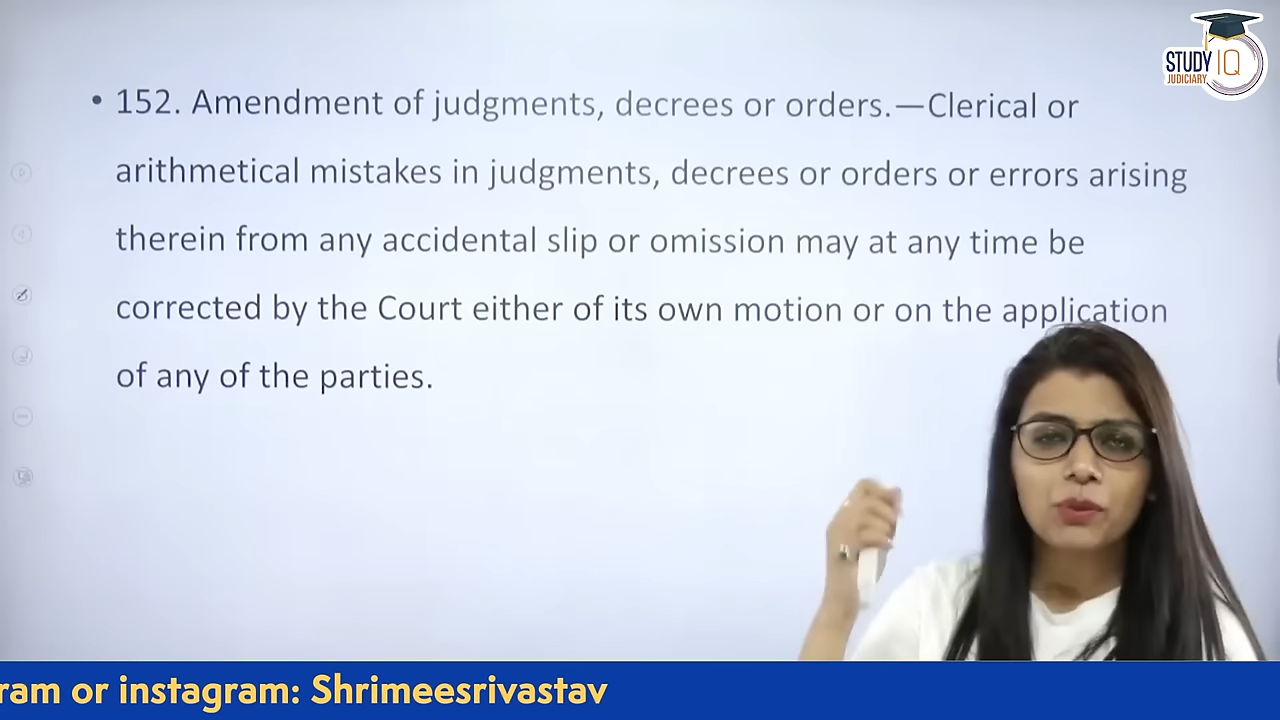 STUDY IQ
JUDICIARY
• 152. Amendment of judgments, decrees or orders.—Clerical or
arithmetical mistakes in judgments, decrees or orders or errors arising
therein from any accidental slip or omission may at any time be
corrected by the Court either of its own motion or on the application
of any of the parties.
ram or instagram: Shrimeesrivastav